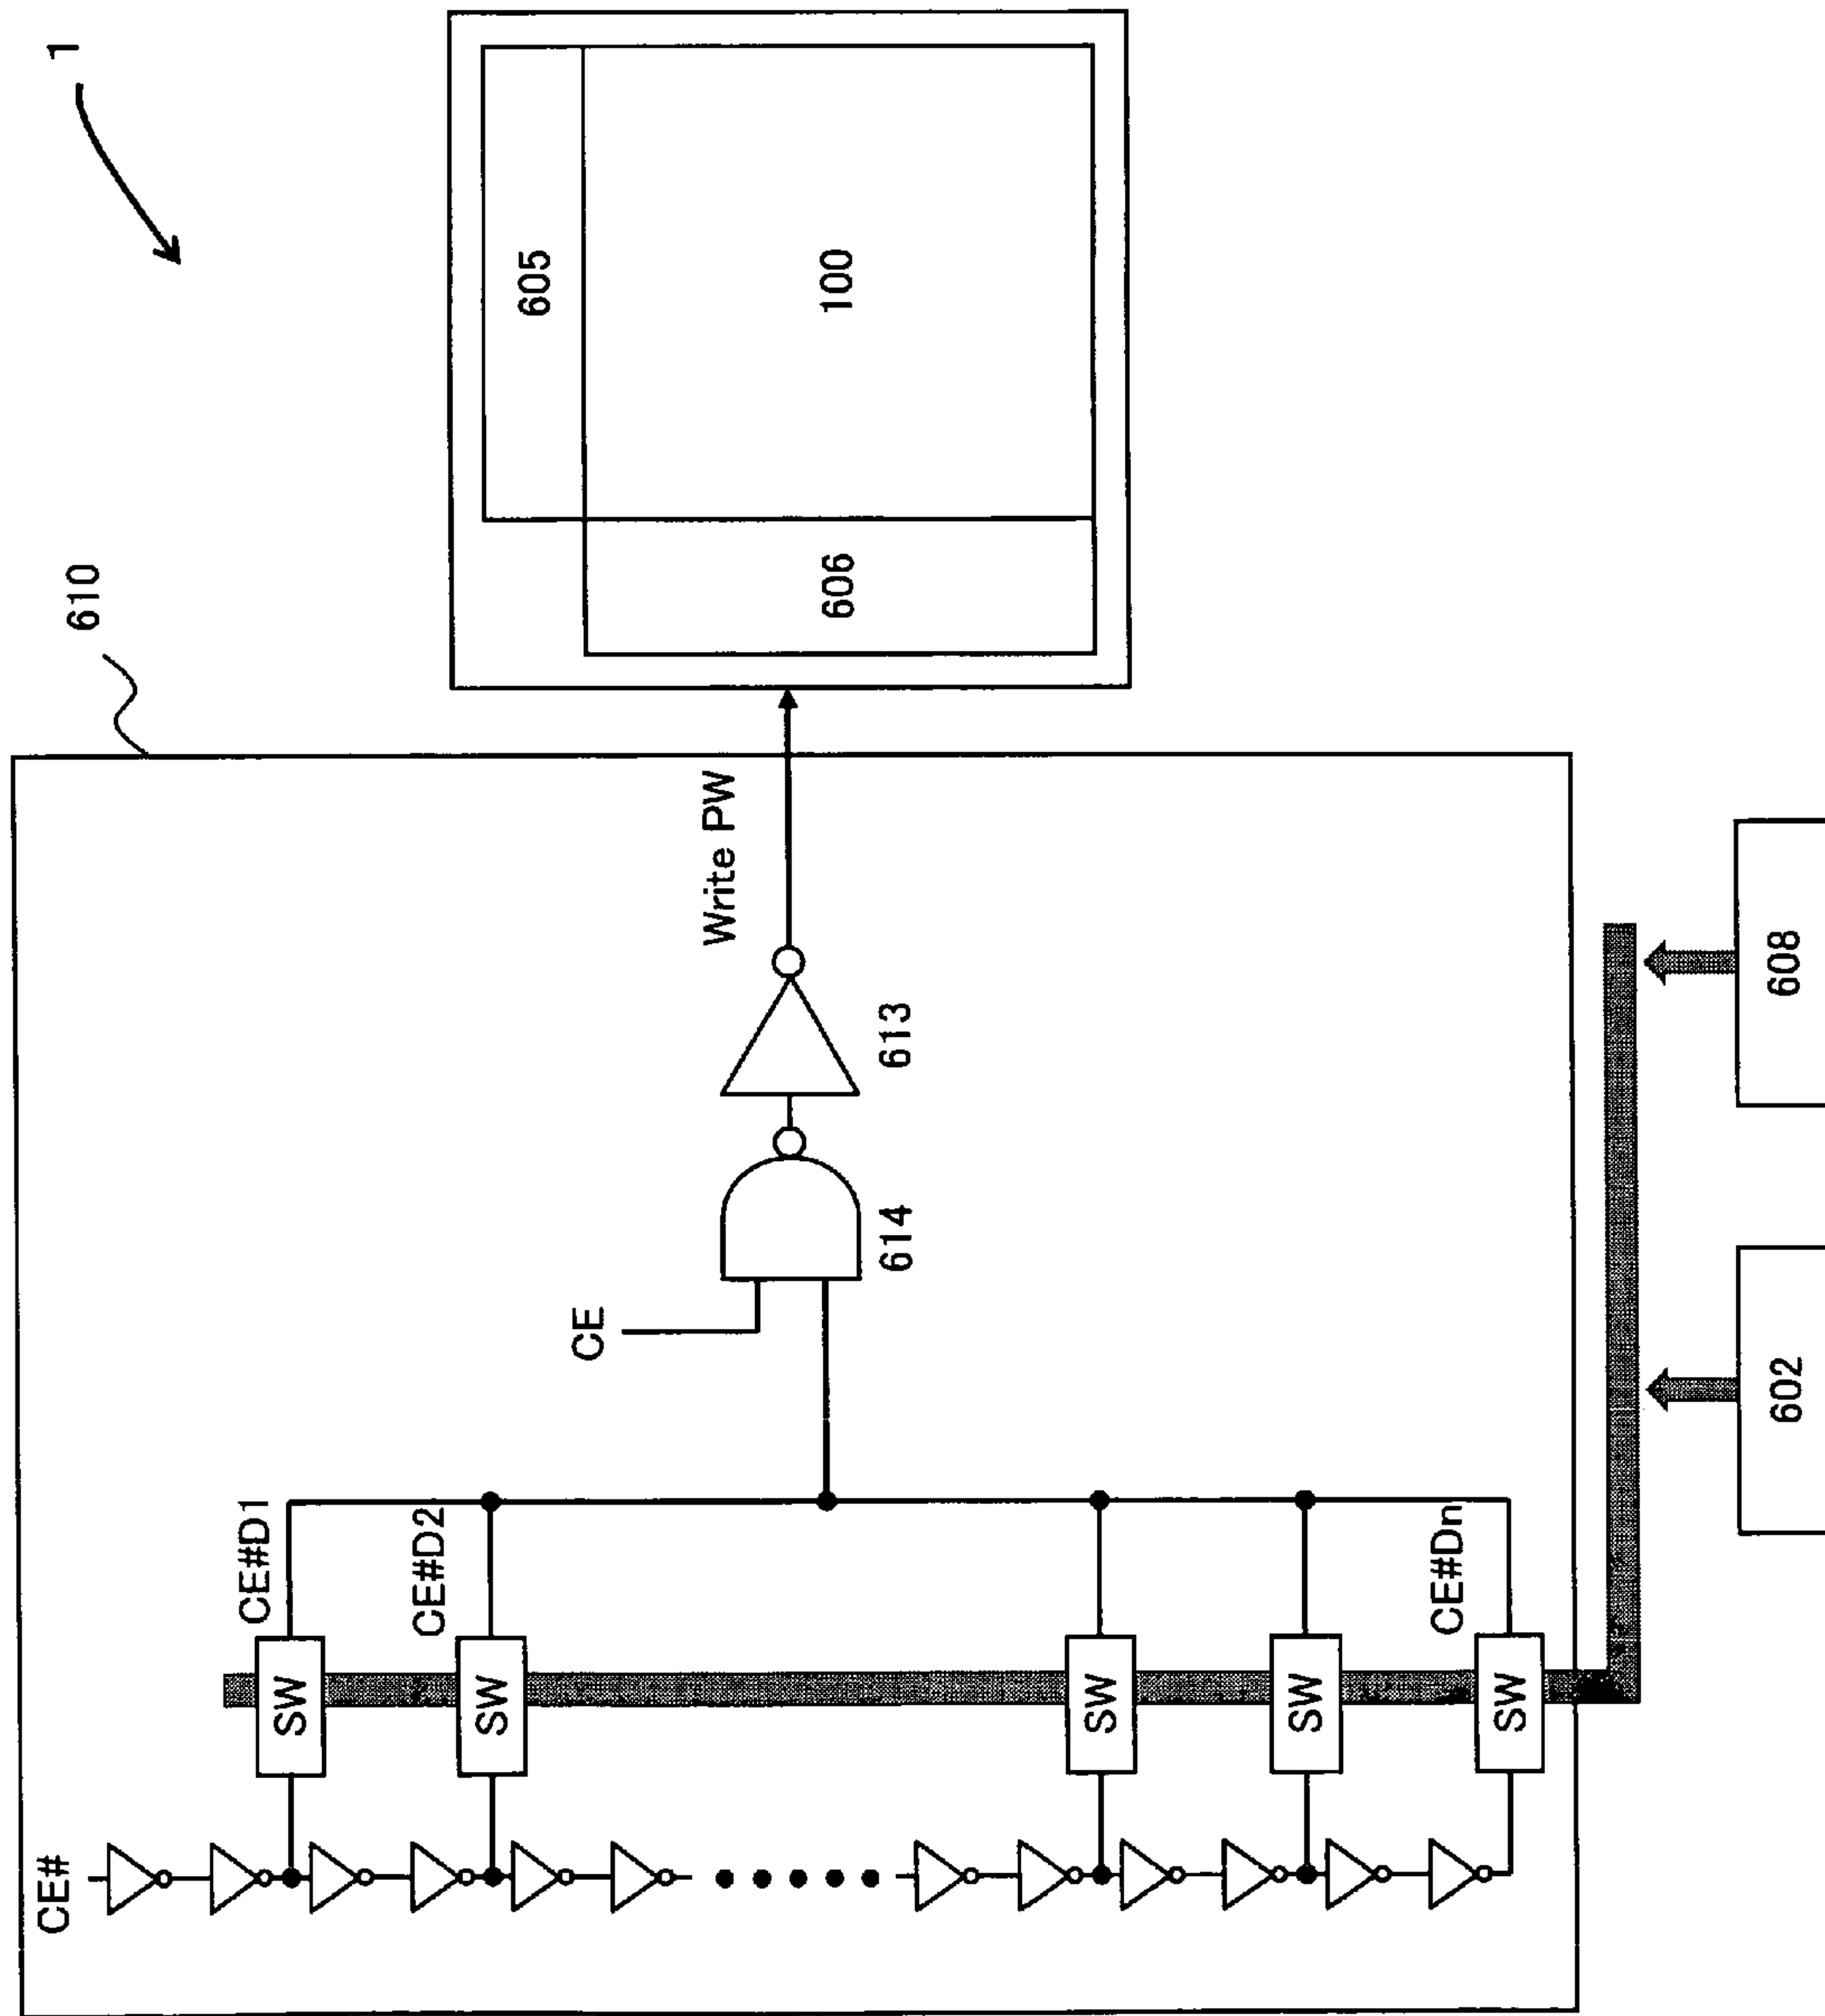 1
610
605
100
606
Write PW
613
614
CE
CE#D1
CE#D2
CE#Dn
SW
SW
SW
SW
SW
CE#
608
602